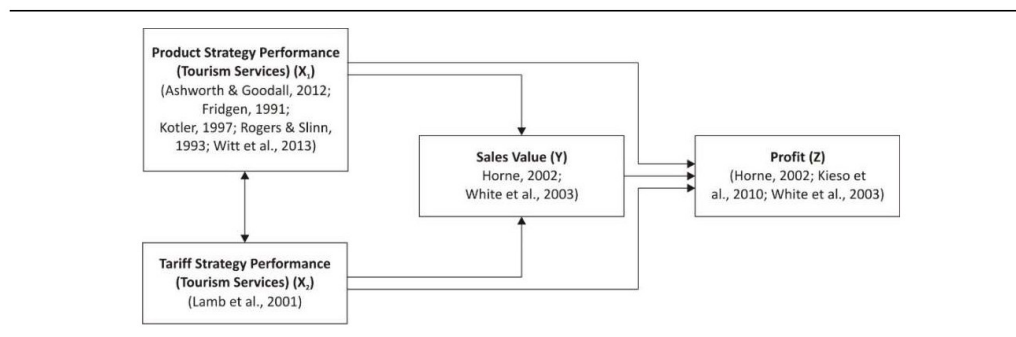 Product Strategy Performance
(Tourism Services) (X₁)
(Ashworth & Goodall, 2012;
Fridgen, 1991;
Kotler, 1997; Rogers & Slinn,
1993; Witt et al., 2013)
Sales Value (Y)
Horne, 2002;
White et al., 2003)
Profit (Z)
(Horne, 2002; Kieso et
al., 2010; White et al., 2003)
Tariff Strategy Performance
(Tourism Services) (X₂)
(Lamb et al., 2001)